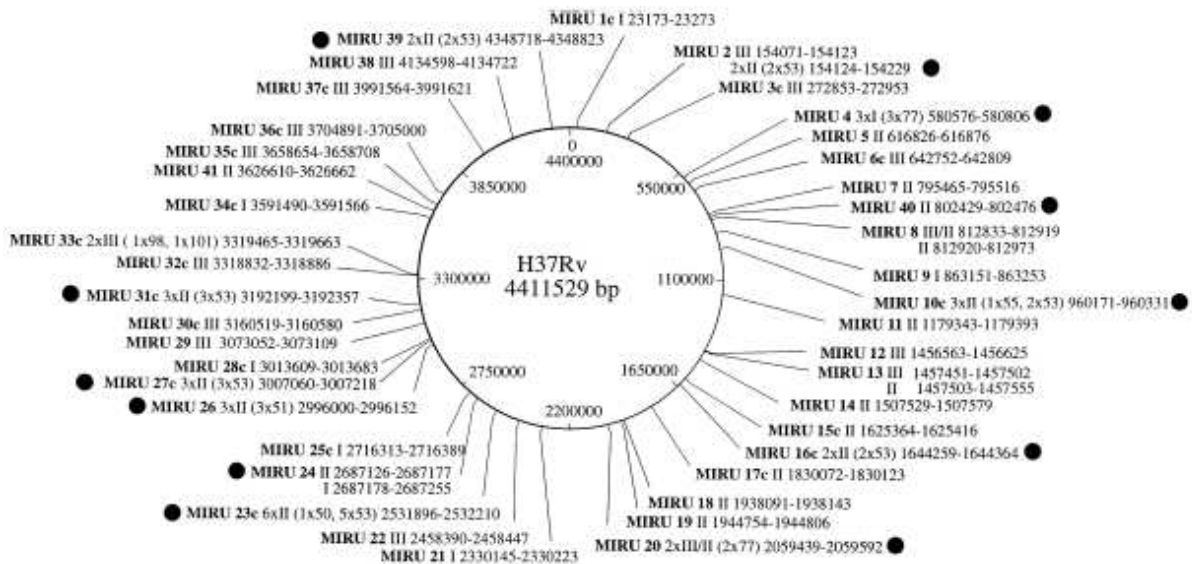 MIRU 1c I 23173-23273
MIRU 2 III 154071-154123
2xII (2x53) 154124-154229
MIRU 3c III 272853-272953
MIRU 4 3xI (3x77) 580576-580806
MIRU 5 II 616826-616876
MIRU 6c III 642752-642809
MIRU 7 II 795465-795516
MIRU 40 II 802429-802476
MIRU 8 III/II 812833-812919
II 812920-812973
MIRU 9 I 863151-863253
MIRU 10c 3xII (1x55, 2x53) 960171-960331
MIRU 11 II 1179343-1179393
MIRU 12 III 1456563-1456625
MIRU 13 III 1457451-1457502
II 1457503-1457555
MIRU 14 II 1507529-1507579
MIRU 15c II 1625364-1625416
MIRU 16c 2xII (2x53) 1644259-1644364
MIRU 17c II 1830072-1830123
MIRU 18 II 1938091-1938143
MIRU 19 II 1944754-1944806
MIRU 20 2xIII/II (2x77) 2059439-2059592
MIRU 21 I 2330145-2330223
MIRU 22 III 2458390-2458447
MIRU 23c 6xII (1x50, 5x53) 2531896-2532210
MIRU 24 II 2687126-2687177
I 2687178-2687255
MIRU 25c I 2716313-2716389
MIRU 26 3xII (3x51) 2996000-2996152
MIRU 27c 3xII (3x53) 3007060-3007218
MIRU 28c I 3013609-3013683
MIRU 29 III 3073052-3073109
MIRU 30c III 3160519-3160580
MIRU 31c 3xII (3x53) 3192199-3192357
MIRU 32c III 3318832-3318886
MIRU 33c 2xIII ( 1x98, 1x101) 3319465-3319663
MIRU 34c I 3591490-3591566
MIRU 41 II 3626610-3626662
MIRU 35c III 3658654-3658708
MIRU 36c III 3704891-3705000
MIRU 37c III 3991564-3991621
MIRU 38 III 4134598-4134722
MIRU 39 2xII (2x53) 4348718-4348823
0
4400000
550000
1100000
1650000
2200000
2750000
3300000
3850000
H37Rv
4411529 bp